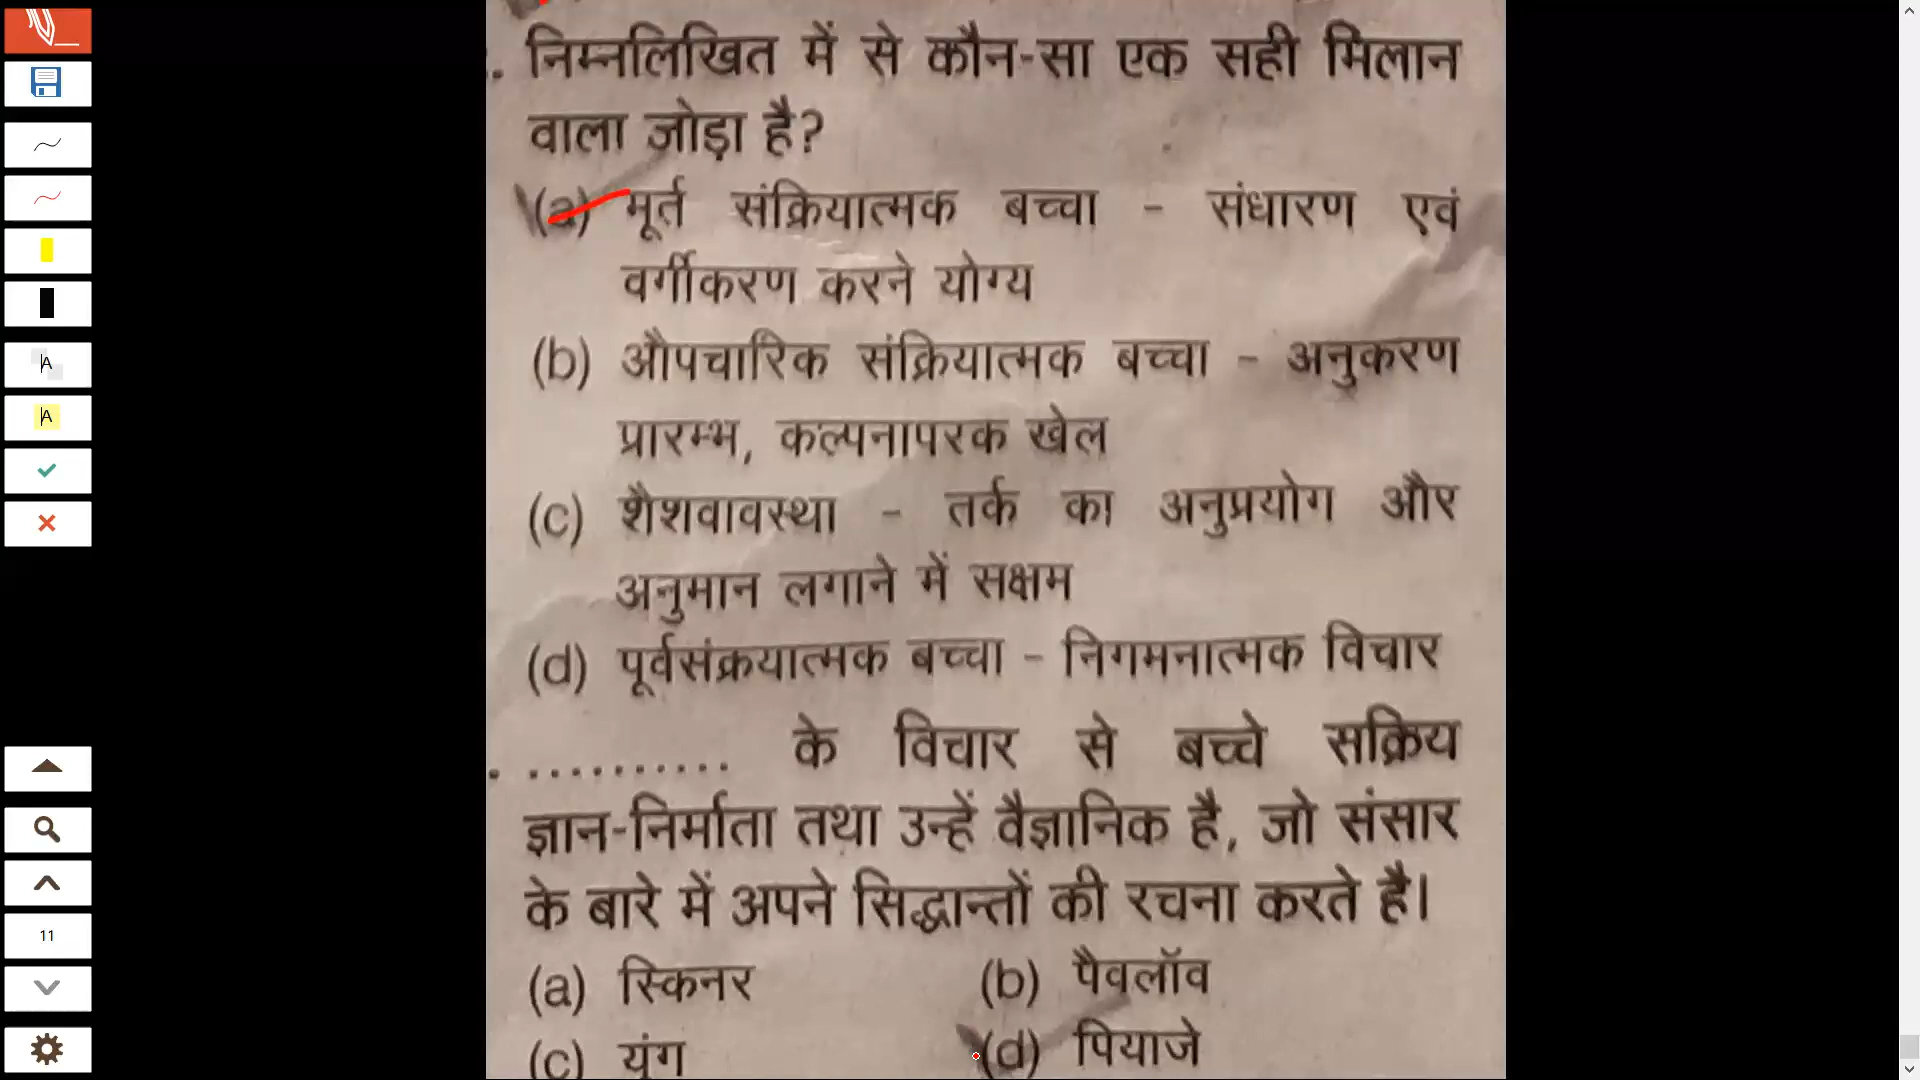 . निम्नलिखित में से कौन-सा एक सही मिलान
वाला जोड़ा है?
(a) मूर्त संक्रियात्मक बच्चा - संधारण एवं
वर्गीकरण करने योग्य
(b) औपचारिक संक्रियात्मक बच्चा - अनुकरण
प्रारम्भ, कल्पनापरक खेल
(c) शैशवावस्था - तर्क का अनुप्रयोग और
अनुमान लगाने में सक्षम
(d) पूर्वसंक्रयात्मक बच्चा - निगमनात्मक विचार
. .......... के विचार से बच्चे सक्रिय
ज्ञान-निर्माता तथा उन्हें वैज्ञानिक है, जो संसार
के बारे में अपने सिद्धान्तों की रचना करते है।
(a) स्किनर (b) पैवलॉव
(c) युंग (d) पियाजे
A
A
11